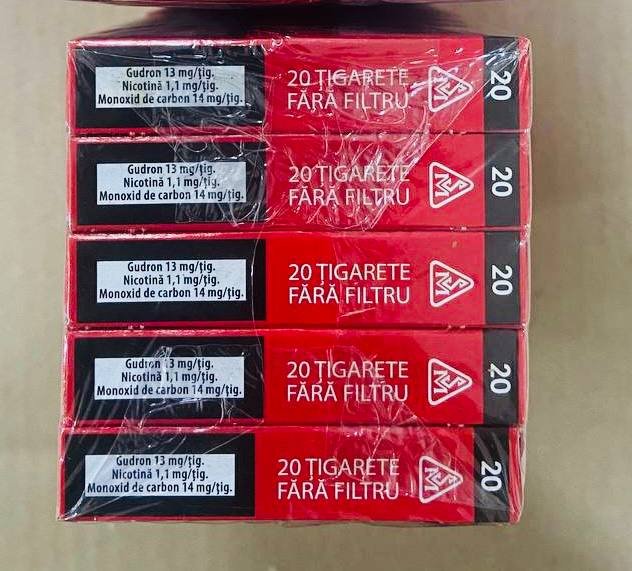 Gudron 13 mg/ţig.
Nicotină 1,1 mg/ţig.
Monoxid de carbon 14 mg/ţig.
20 ŢIGARETE
FĂRĂ FILTRU
SM
20
Gudron 13 mg/ţig.
Nicotină 1,1 mg/ţig.
Monoxid de carbon 14 mg/ţig.
20 ŢIGARETE
FĂRĂ FILTRU
SM
20
Gudron 13 mg/ţig.
Nicotină 1,1 mg/ţig.
Monoxid de carbon 14 mg/ţig.
20 ŢIGARETE
FĂRĂ FILTRU
SM
20
Gudron 13 mg/ţig.
Nicotină 1,1 mg/ţig.
Monoxid de carbon 14 mg/ţig.
20 ŢIGARETE
FĂRĂ FILTRU
SM
20
Gudron 13 mg/ţig.
Nicotină 1,1 mg/ţig.
Monoxid de carbon 14 mg/ţig.
20 ŢIGARETE
FĂRĂ FILTRU
SM
20